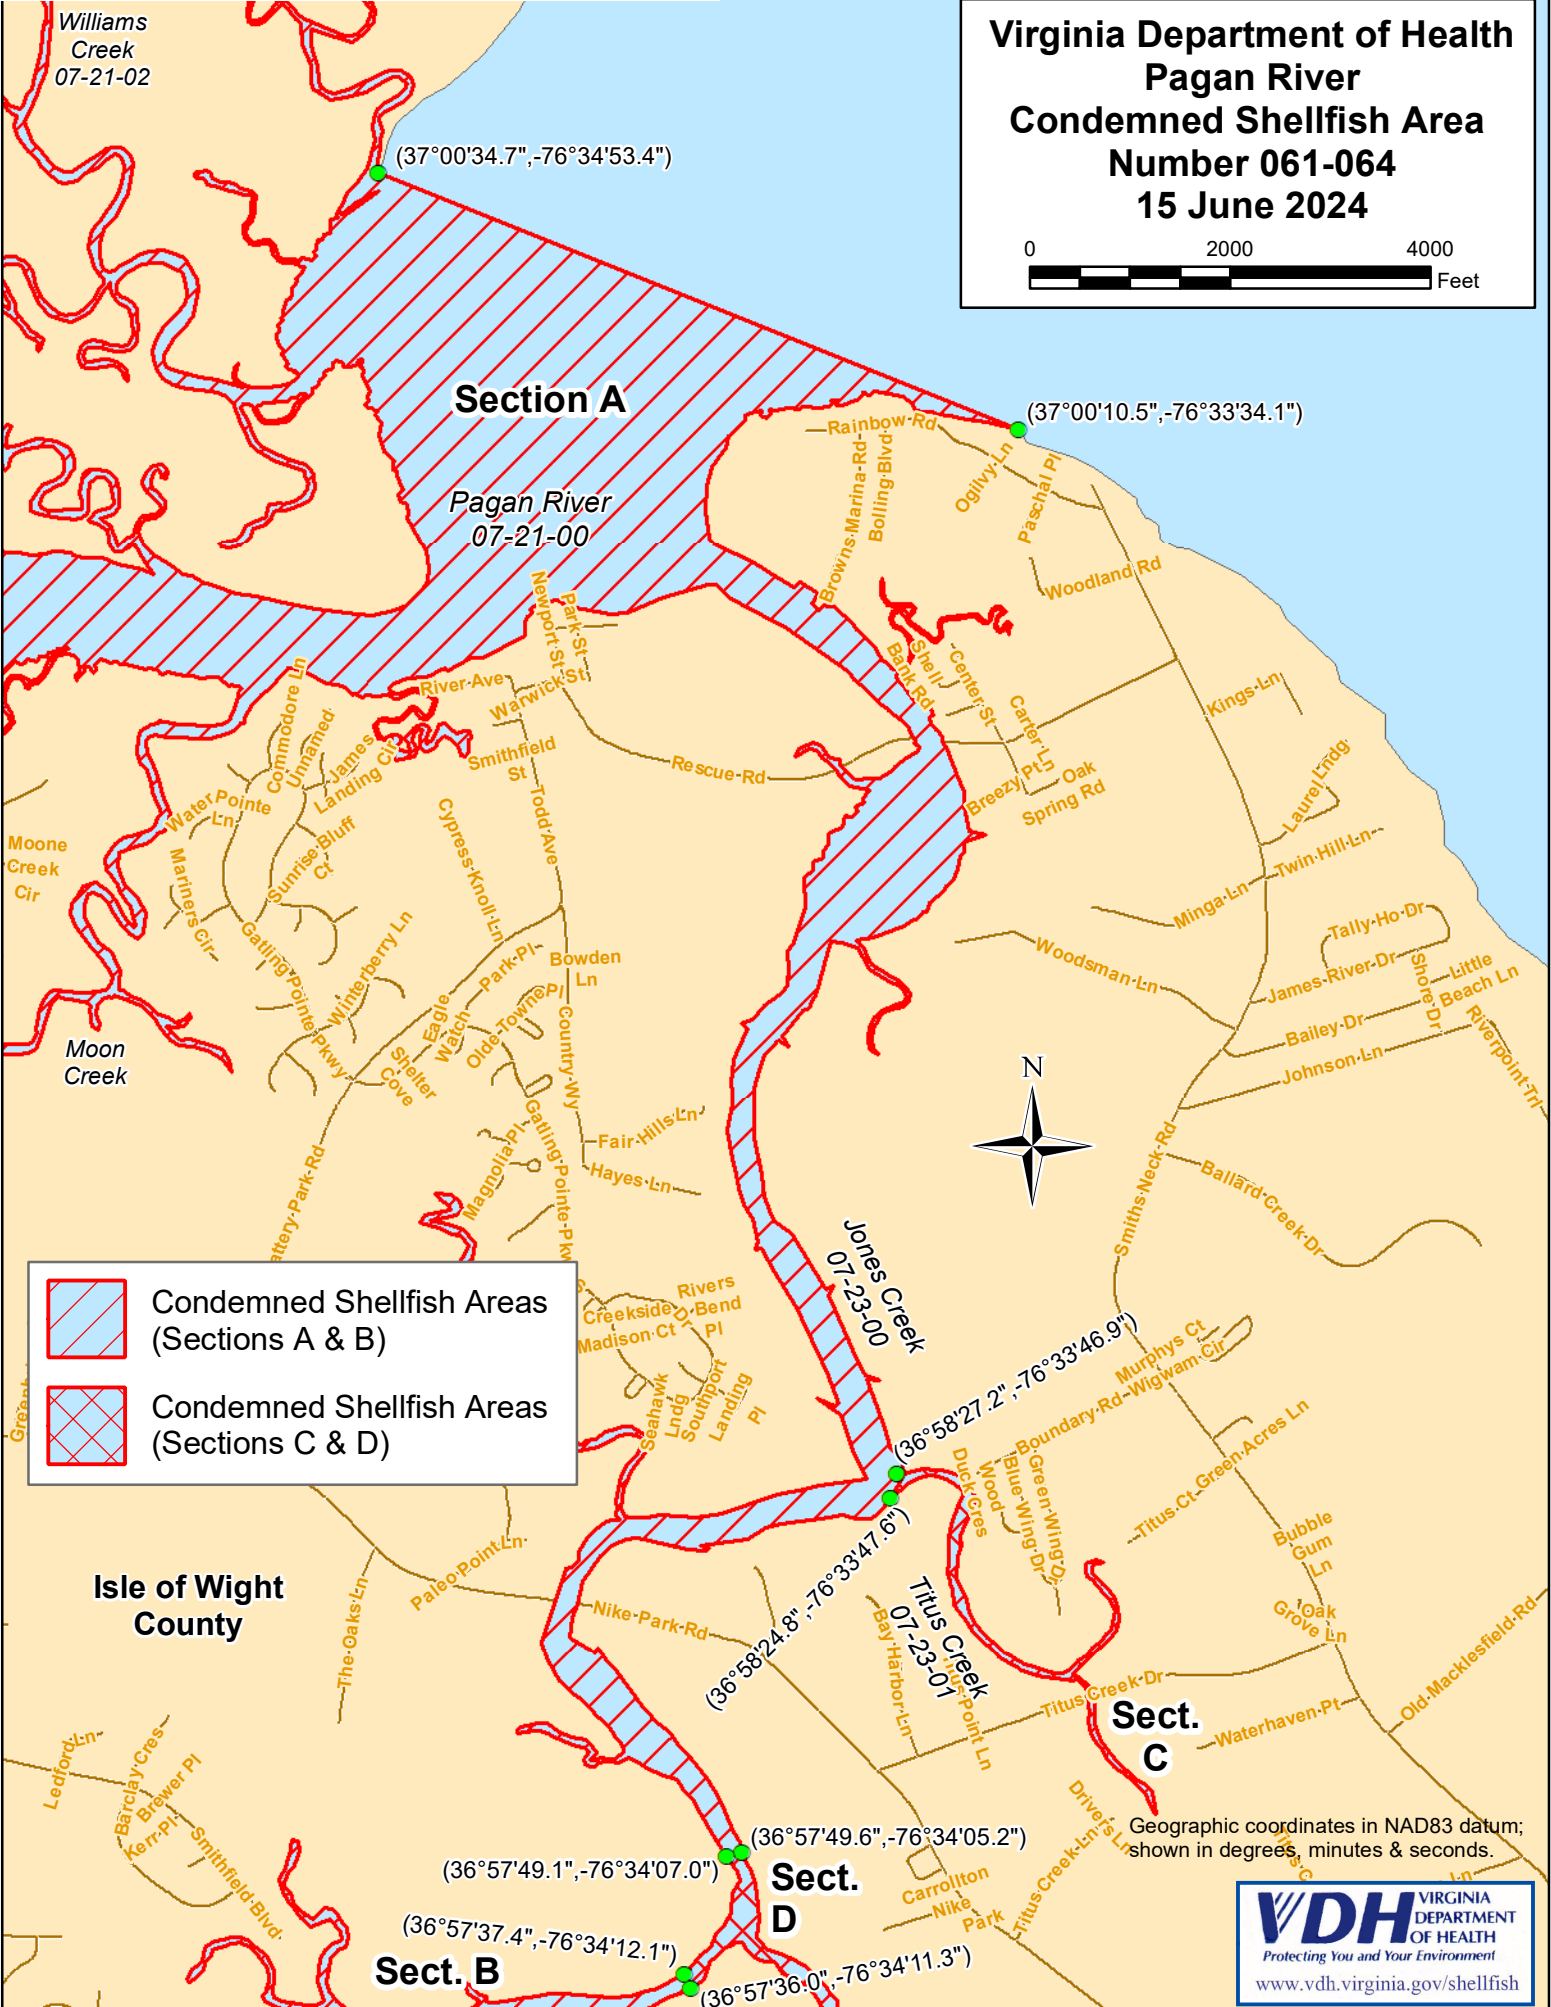 Virginia Department of Health
Pagan River
Condemned Shellfish Area
Number 061-064
15 June 2024
0 2000 4000
Feet
Williams
Creek
07-21-02
(37°00'34.7",-76°34'53.4")
(37°00'10.5",-76°33'34.1")
Section A
Pagan River
07-21-00
Rainbow Rd
Browns Marina Rd
Bolling Blvd
Ogilvy Ln
Paschal Pl
Woodland Rd
Newport St
Park St
River Ave
Warwick St
Smithfield
St
Rescue Rd
Todd Ave
Shell
Bank Rd
Center St
Carter Ln
Breezy Pt
Oak
Spring Rd
Kings Ln
Laurel Lndg
Twin Hill Ln
Minga Ln
Commodore Ln
Unnamed
James
Landing Cir
Water Pointe
Ln
Sunrise Bluff
Ct
Mariners Cir
Moone
Creek
Cir
Cypress Knoll Ln
Gatling Pointe Pkwy
Winterberry Ln
Park Pl
Bowden
Ln
Eagle
Watch
Olde Towne Pl
Country Wy
Shelter
Cove
Moon
Creek
Woodsman Ln
Tally Ho Dr
James River Dr
Shore Dr
Little
Beach Ln
Bailey Dr
Johnson Ln
Riverpoint Trl
N
Fair Hills Ln
Hayes Ln
Magnolia Pl
Gatling Pointe Pkw
attery Park Rd
Smiths Neck Rd
Ballard Creek Dr
Jones Creek
07-23-00
Condemned Shellfish Areas
(Sections A & B)
Condemned Shellfish Areas
(Sections C & D)
Creekside Dr
Rivers
Bend
Pl
Madison Ct
Seahawk
Lndg
Southport
Landing
Pl
(36°58'27.2",-76°33'46.9")
(36°58'24.8",-76°33'47.6")
Murphys Ct
Wigwam Cir
Boundary Rd
Duck Cres
Wood
Blue Wing Dr
Green Wing Dr
Green Acres Ln
Titus Ct
Bubble
Gum
Ln
Oak
Grove Ln
Isle of Wight
County
Paleo Point Ln
The Oaks Ln
Nike Park Rd
Titus Creek
07-23-01
Bay Harbor Ln
Point Ln
Titus Creek Dr
Sect.
C
Waterhaven Pt
Old Macklesfield Rd
Ledford Ln
Barclay Cres
Brewer Pl
Kerr Pl
Smithfield Blvd
Drivers Ln
Titus Creek Ln
Geographic coordinates in NAD83 datum;
shown in degrees, minutes & seconds.
(36°57'49.6",-76°34'05.2")
(36°57'49.1",-76°34'07.0")
Sect.
D
Carrollton
Nike
Park
(36°57'37.4",-76°34'12.1")
Sect. B
(36°57'36.0",-76°34'11.3")
VDH VIRGINIA
DEPARTMENT
OF HEALTH
Protecting You and Your Environment
www.vdh.virginia.gov/shellfish